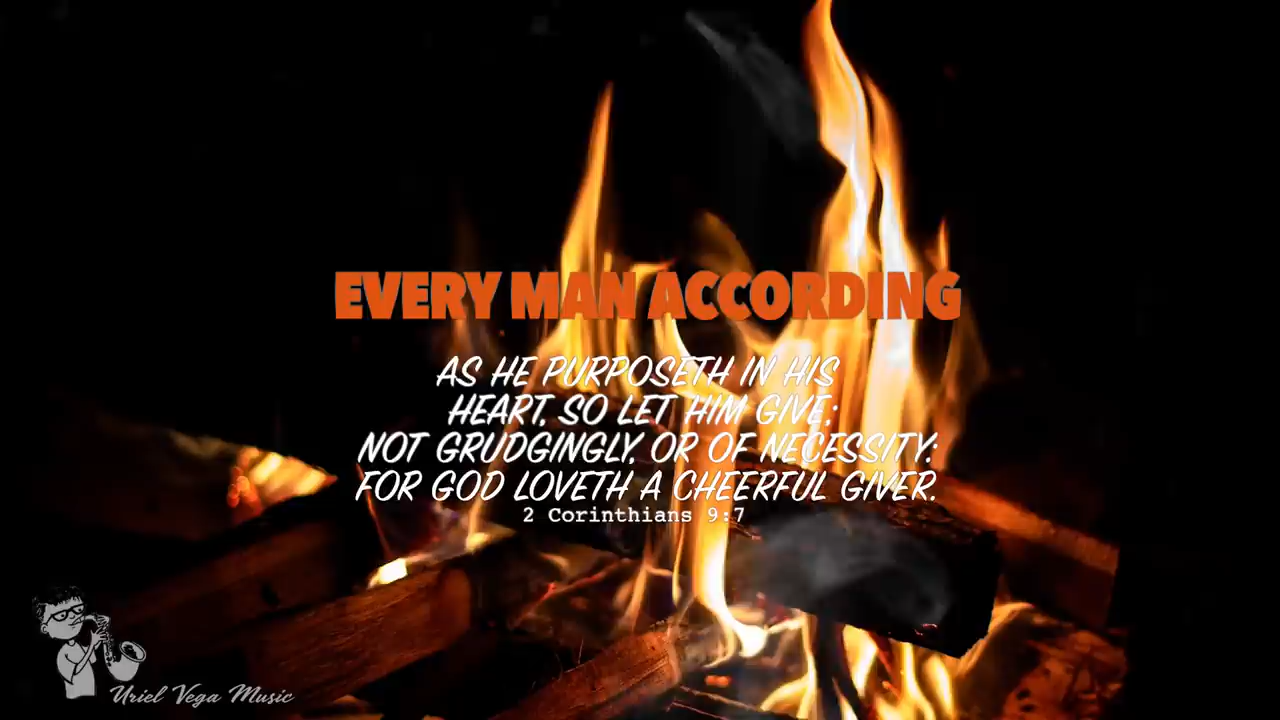 EVERY MAN ACCORDING
AS HE PURPOSETH IN HIS
HEART, SO LET HIM GIVE;
NOT GRUDGINGLY, OR OF NECESSITY:
FOR GOD LOVETH A CHEERFUL GIVER.
2 Corinthians 9:7
Uriel Vega Music